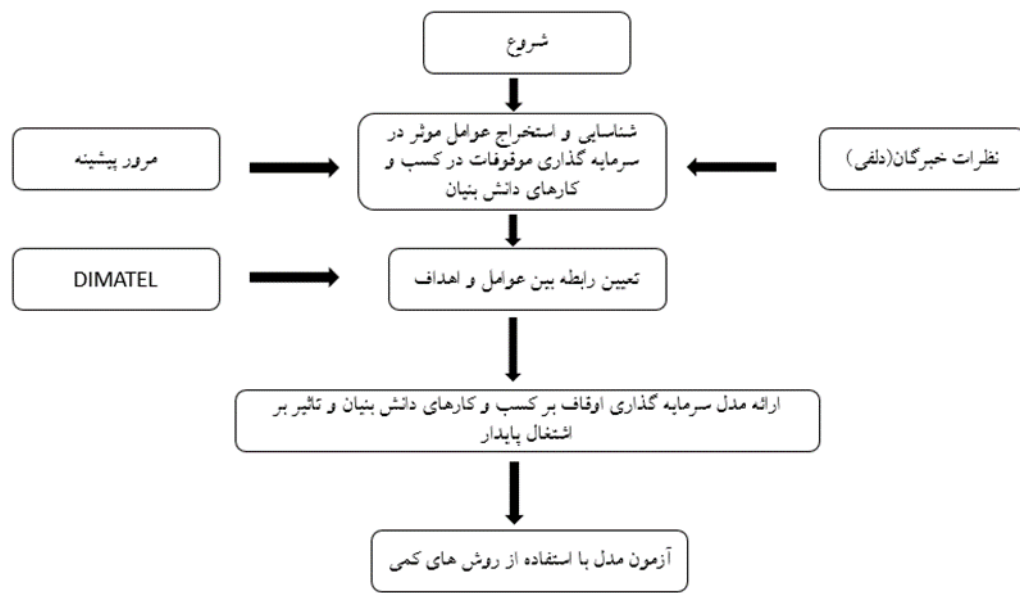 شروع
شناسایی و استخراج عوامل موثر در
سرمایه گذاری موقوفات در کسب و
کارهای دانش بنیان
نظرات خبرگان(دلفی)
مرور پیشینه
تعیین رابطه بین عوامل و اهداف
DIMATEL
ارائه مدل سرمایه گذاری اوقاف بر کسب و کارهای دانش بنیان و تاثیر بر
اشتغال پایدار
آزمون مدل با استفاده از روش های کمی